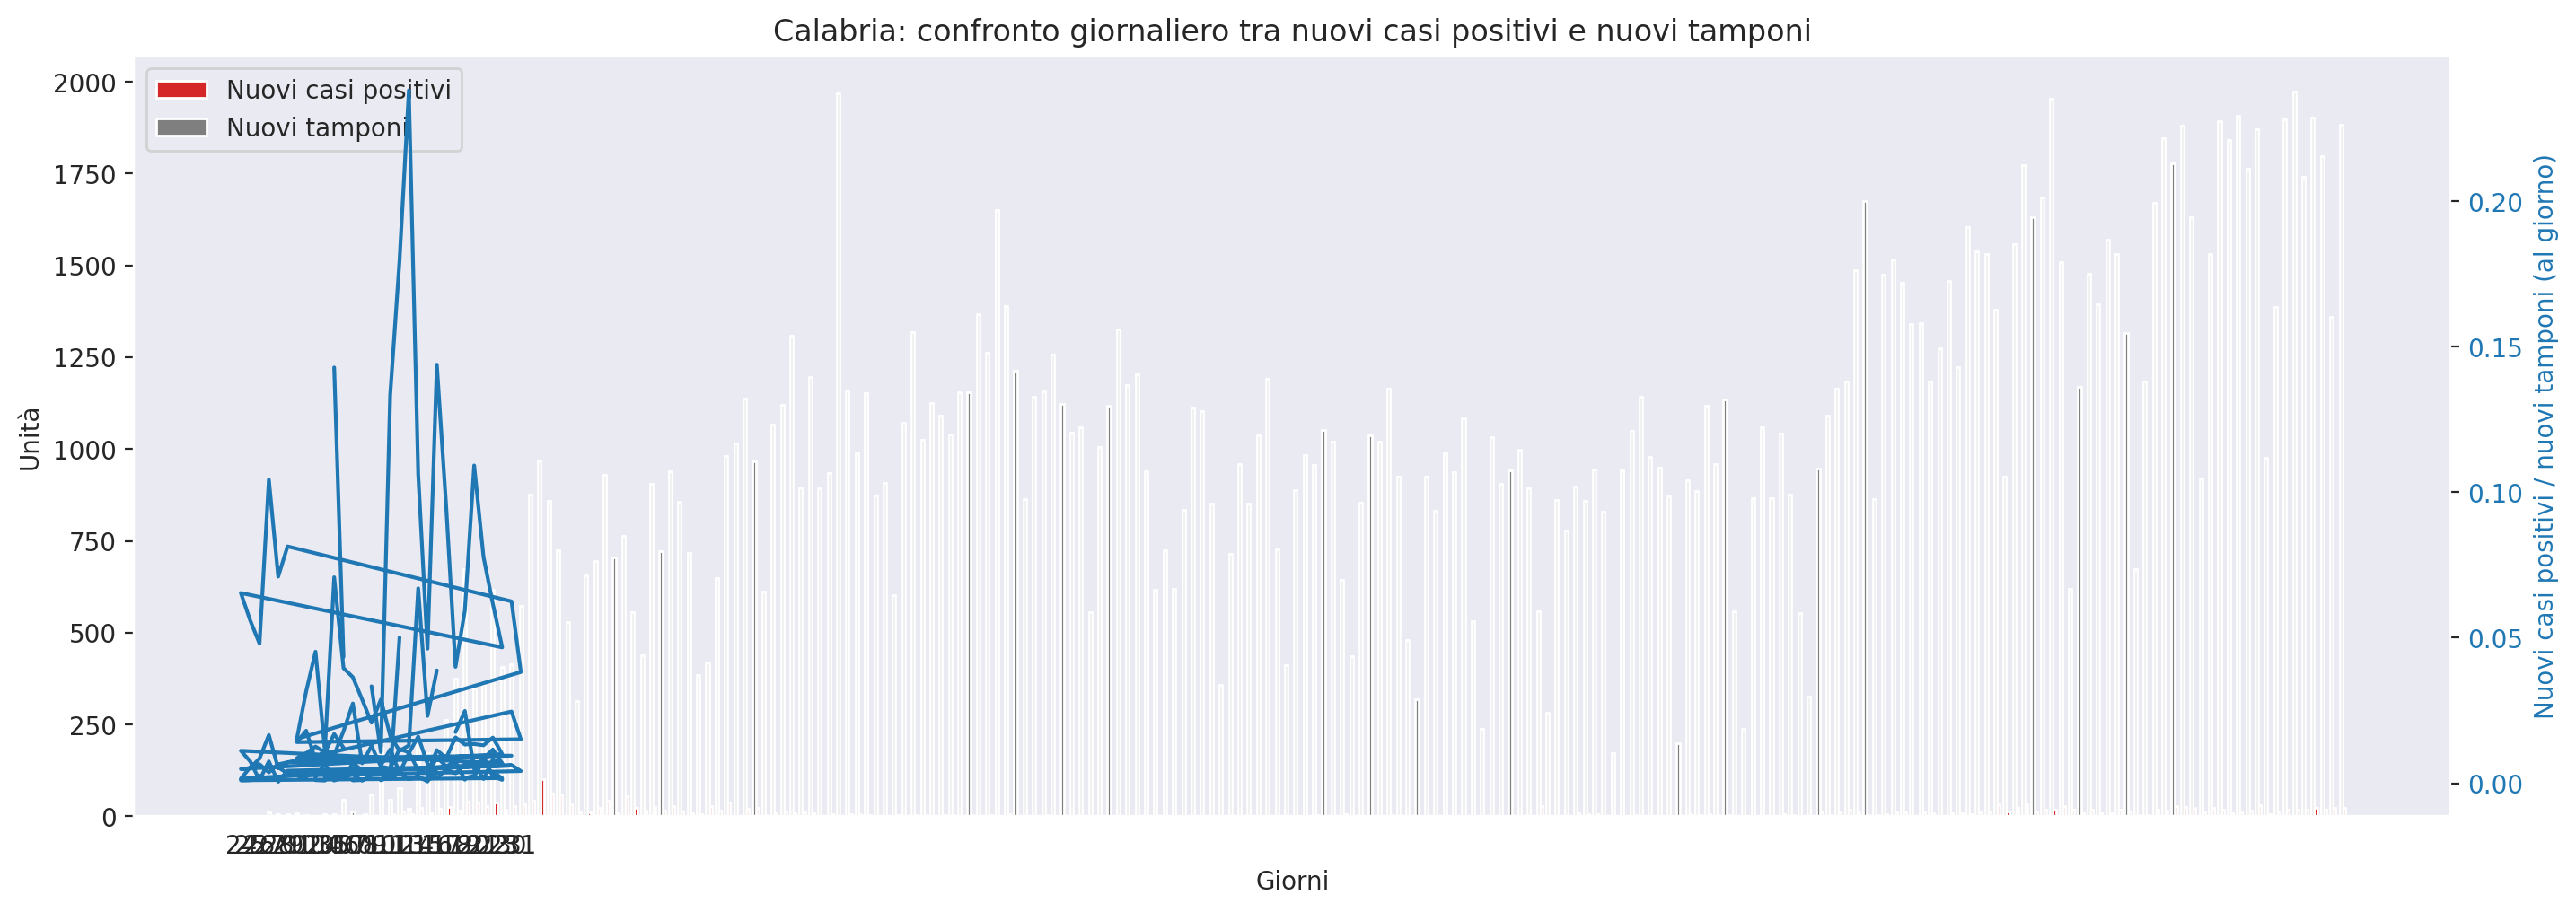 Calabria: confronto giornaliero tra nuovi casi positivi e nuovi tamponi
Nuovi casi positivi
Nuovi tamponi
2000
1750
1500
1250
1000
750
500
250
0
Unità
0.20
0.15
0.10
0.05
0.00
Nuovi casi positivi / nuovi tamponi (al giorno)
Giorni